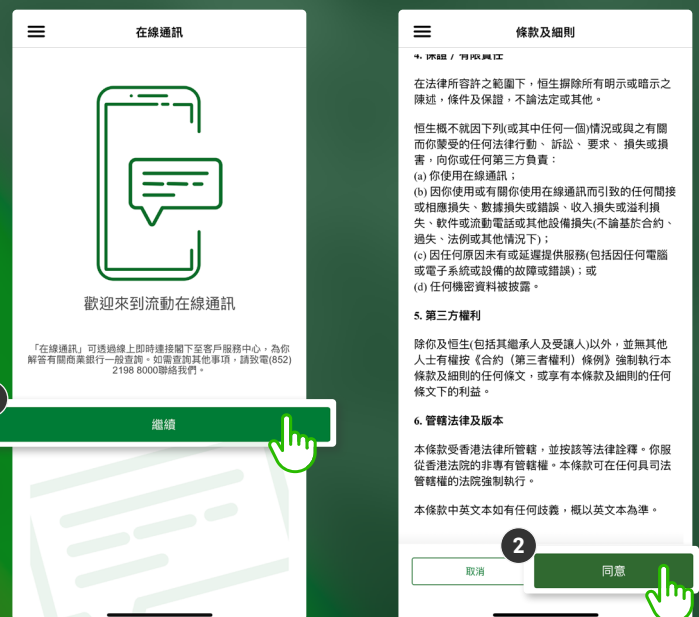 在線通訊
歡迎來到流動在線通訊
「在線通訊」可透過線上即時連接閣下至客戶服務中心，為你
解答有關商業銀行一般查詢。如需查詢其他事項，請致電(852)
2198 8000聯絡我們。
繼續
條款及細則
4. 保證 / 有限責任
在法律所容許之範圍下，恒生摒除所有明示或暗示之
陳述，條件及保證，不論法定或其他。
恒生概不就因下列(或其中任何一個)情況或與之有關
而你蒙受的任何法律行動、 訴訟、 要求、 損失或損
害，向你或任何第三方負責：
(a) 你使用在線通訊；
(b) 因你使用或有關你使用在線通訊而引致的任何間接
或相應損失、數據損失或錯誤、收入損失或溢利損
失、軟件或流動電話或其他設備損失(不論基於合約、
過失、法例或其他情況下)；
(c) 因任何原因未有或延遲提供服務(包括因任何電腦
或電子系統或設備的故障或錯誤)；或
(d) 任何機密資料被披露。
5. 第三方權利
除你及恒生(包括其繼承人及受讓人)以外，並無其他
人士有權按《合約（第三者權利）條例》強制執行本
條款及細則的任何條文，或享有本條款及細則的任何
條文下的利益。
6. 管轄法律及版本
本條款受香港法律所管轄，並按該等法律詮釋。你服
從香港法院的非專有管轄權。本條款可在任何具司法
管轄權的法院強制執行。
本條款中英文本如有任何歧義，概以英文本為準。
2
取消
同意